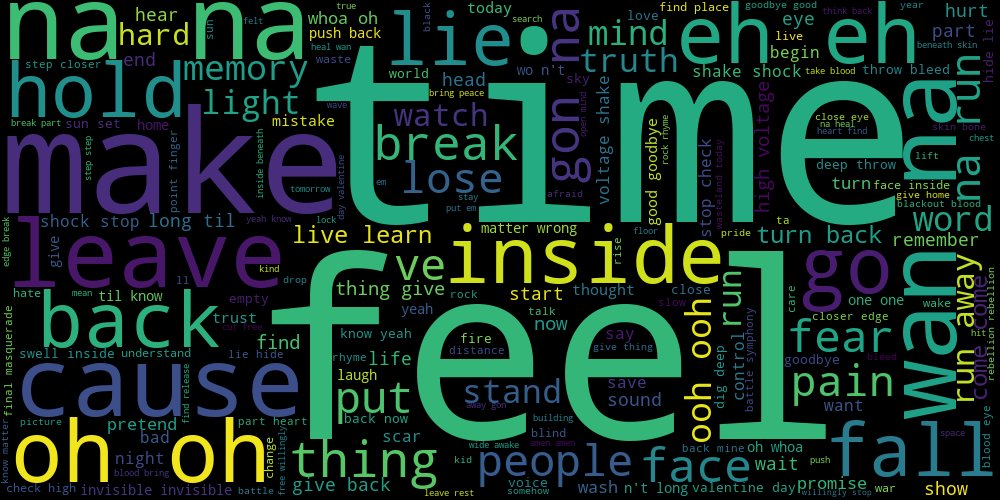 na na
hear
hard
end
sun
felt
true
whoa oh
push back
heal wan
waste
black
today
search
lie
na
mind
love
find place
eye
live
begin
truth
eh eh
goodbye good
think back
year
hurt
part
beneath skin
hide lie
step closer
memory
hold
light
world
head
bring peace
wo n't
sky
shake shock
take blood
throw bleed
na
run
break part
sun set
home
mistake
wave
watch
gon
open mind
voltage shake
close eye
na heal
heart find
rock rhyme
skin bone
chest
step step
make
point finger
inside beneath
time
break
lose
tomorrow
day valentine
em
stay
put em
afraid
good goodbye
stop check
wasteland today
high voltage
deep throw
lift
turn
face inside
give home
blackout blood
na
word
shock stop
long til
yeah know
lock
live learn
matter wrong
floor
pride
ta
turn back
remember
edge break
leave
give
kind
ll
drop
ve
inside
rise
go
wan
hate
mean
til know
empty
thing give
rock
start
thought
close
slow
ooh ooh
run
care
one one
wake
run away
come come
hit
rebellion rebellion
back
trust
cut free
yeah
talk
now
say
give thing
closer edge
fear
swell inside
understand
lie hide
find
know yeah
fire
distance
feel
control
battle symphony
goodbye
bleed
final masquerade
cause
find release
laugh
rhyme
life
put
back now
away gon
stand
save
sound
dig deep
pain
want
fall
picture
part heart
oh oh
pretend
bad
scar
building
blind
amen amen
back mine
oh whoa
space
blood eye
know matter
night
change
free willingly
thing
wide awake
kid
people
voice
face
wait
push
promise
war
show
blood bring
battle
check high
invisible invisible
give back
leave rest
somehow
wash
n't long
valentine day
willingly stop